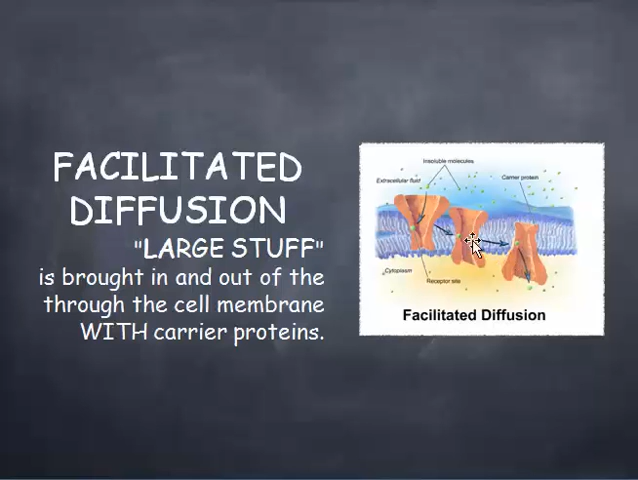 FACILITATED
DIFFUSION
"LARGE STUFF"
is brought in and out of the
through the cell membrane
WITH carrier proteins.
Insoluble molecules
Extracellular fluid
Carrier protein
Cytoplasm
Receptor site
Facilitated Diffusion